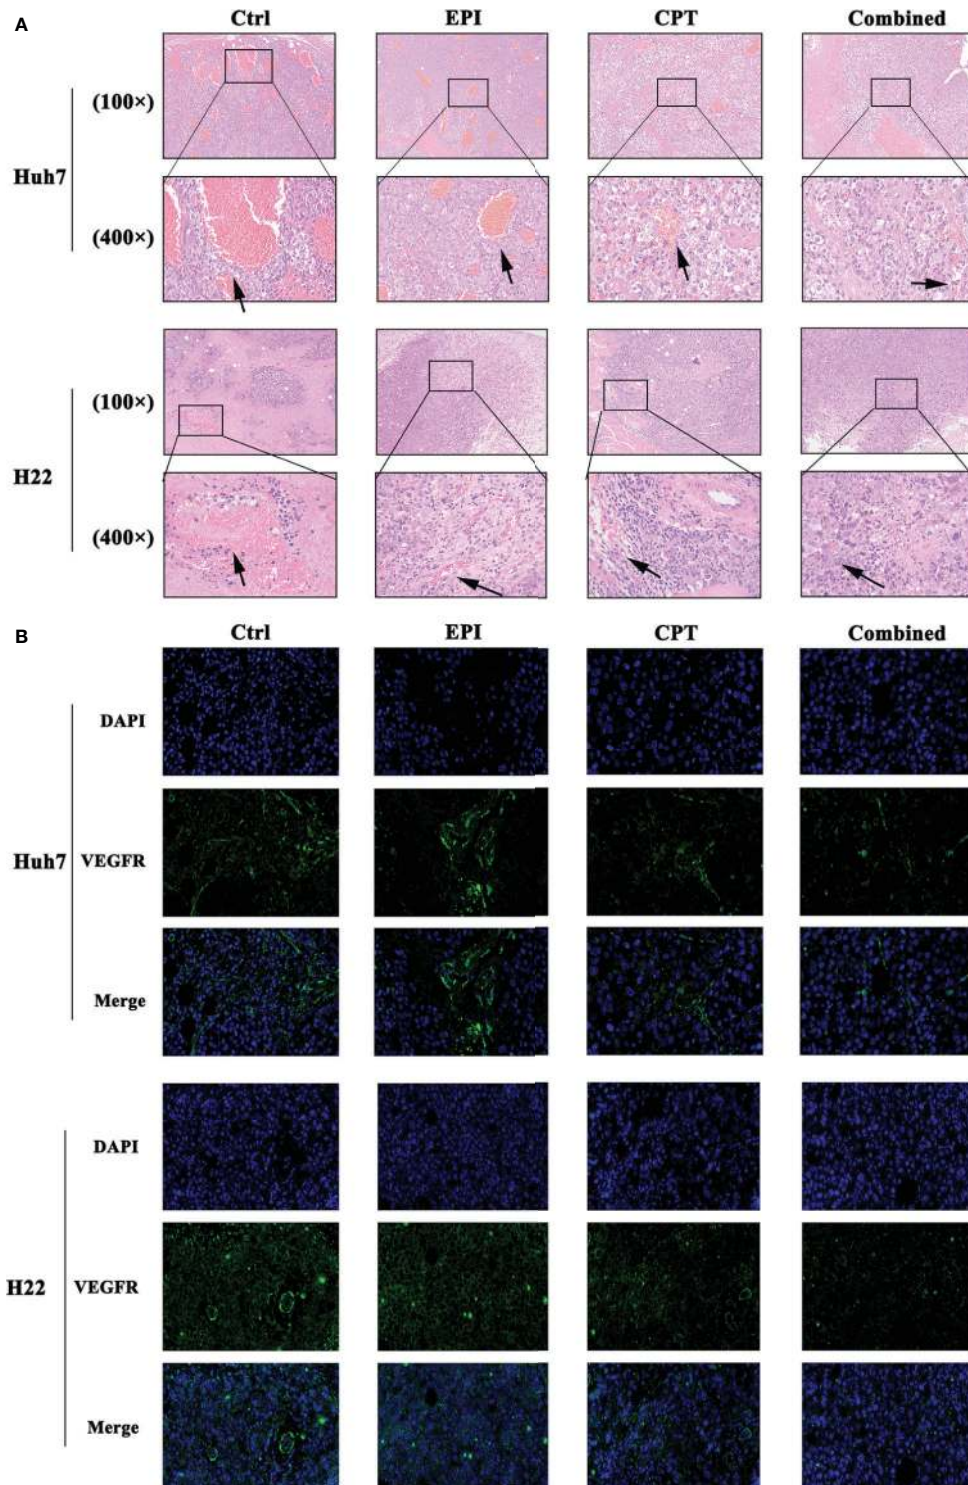 A
Ctrl EPI CPT Combined
(100×)
Huh7
(400×)
(100×)
H22
(400×)
B
Ctrl EPI CPT Combined
DAPI
Huh7 VEGFR
Merge
DAPI
H22 VEGFR
Merge